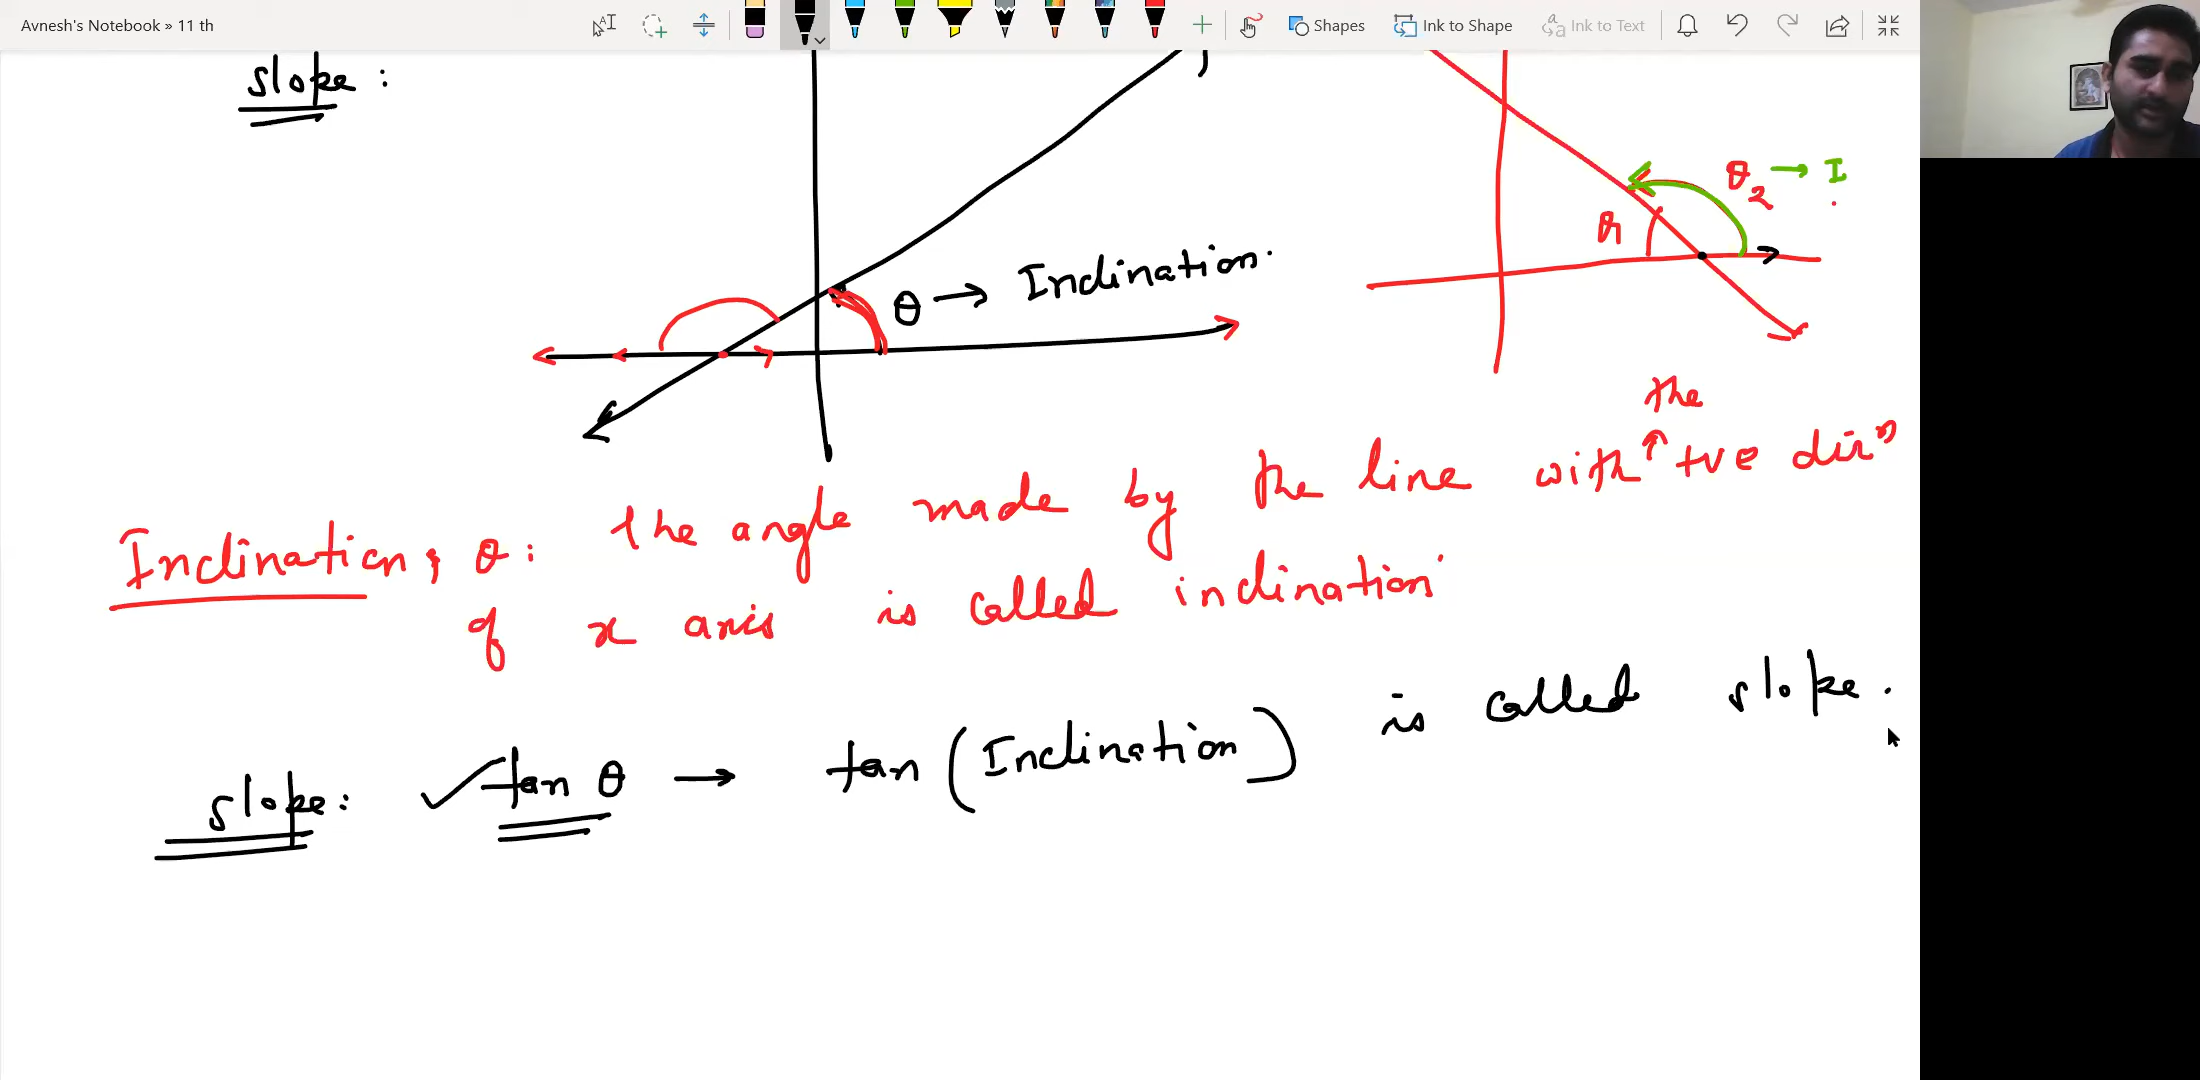 Avnesh's Notebook » 11 th
Shapes
Ink to Shape
Ink to Text
slope:
θ₂ → I
θ → Inclination.
the
Inclination, θ: the angle made by the line with ↑ +ve dirⁿ
of x axis is called inclination
slope: ✓ tan θ → tan (Inclination) is called slope.